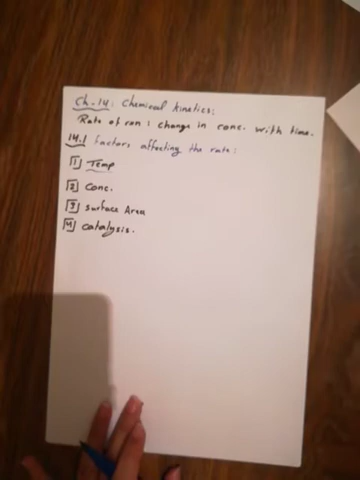 Ch. 14: Chemical kinetics:
Rate of rxn: change in conc. with time.
14.1 factors affecting the rate:
1 Temp
2 Conc.
3 Surface Area
4 Catalysis.